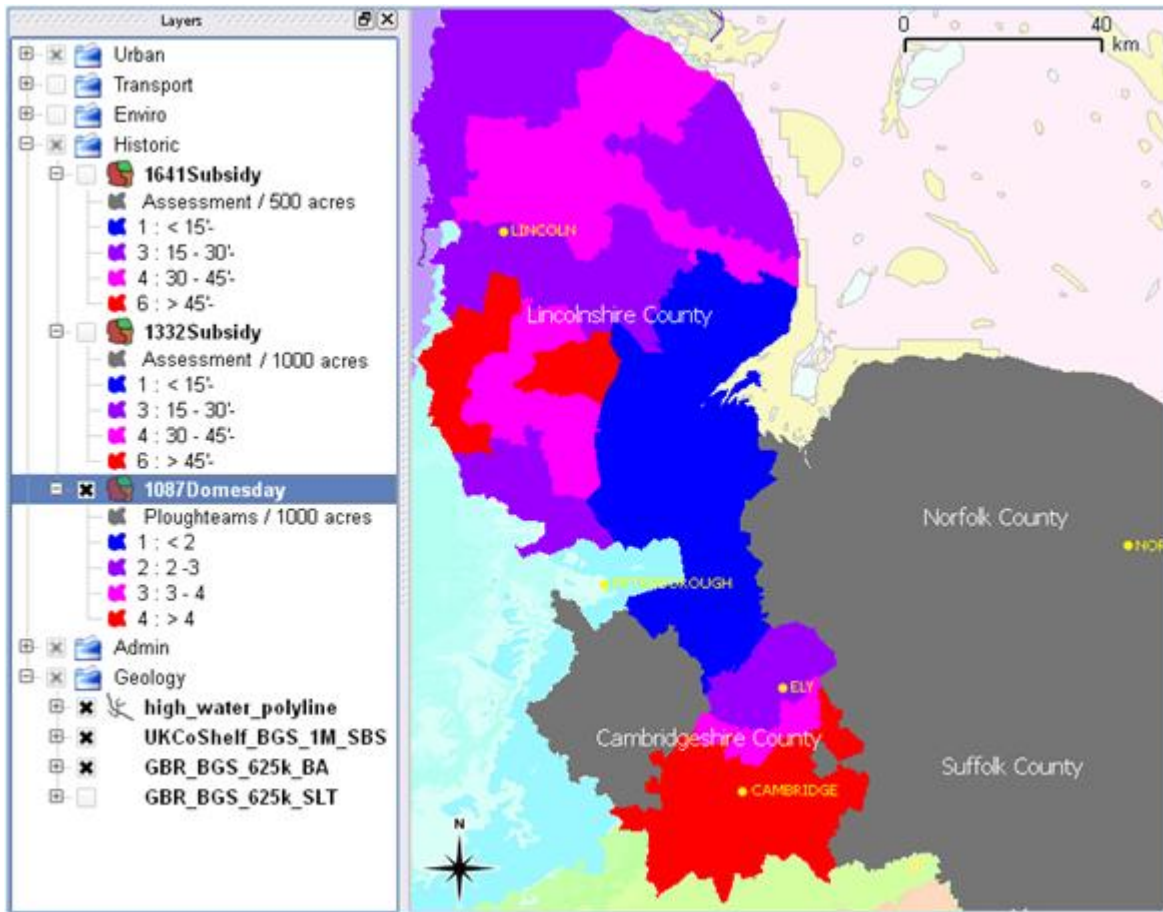 Layers
Urban
Transport
Enviro
Historic
1641Subsidy
Assessment / 500 acres
1 : < 15'-
3 : 15 - 30'-
4 : 30 - 45'-
6 : > 45'-
1332Subsidy
Assessment / 1000 acres
1 : < 15'-
3 : 15 - 30'-
4 : 30 - 45'-
6 : > 45'-
1087Domesday
Ploughteams / 1000 acres
1 : < 2
2 : 2 -3
3 : 3 - 4
4 : > 4
Admin
Geology
high_water_polyline
UKCoShelf_BGS_1M_SBS
GBR_BGS_625k_BA
GBR_BGS_625k_SLT
0 40
km
LINCOLN
Lincolnshire County
Norfolk County
NOR
ELY
Cambridgeshire County
Suffolk County
CAMBRIDGE
N